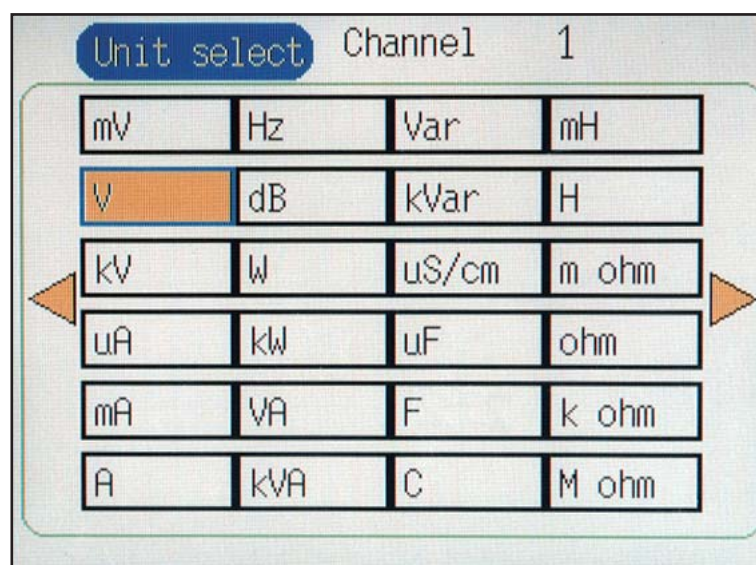 Unit select Channel 1
mV Hz Var mH
V dB kVar H
kV W uS/cm m ohm
uA kW uF ohm
mA VA F k ohm
A kVA C M ohm